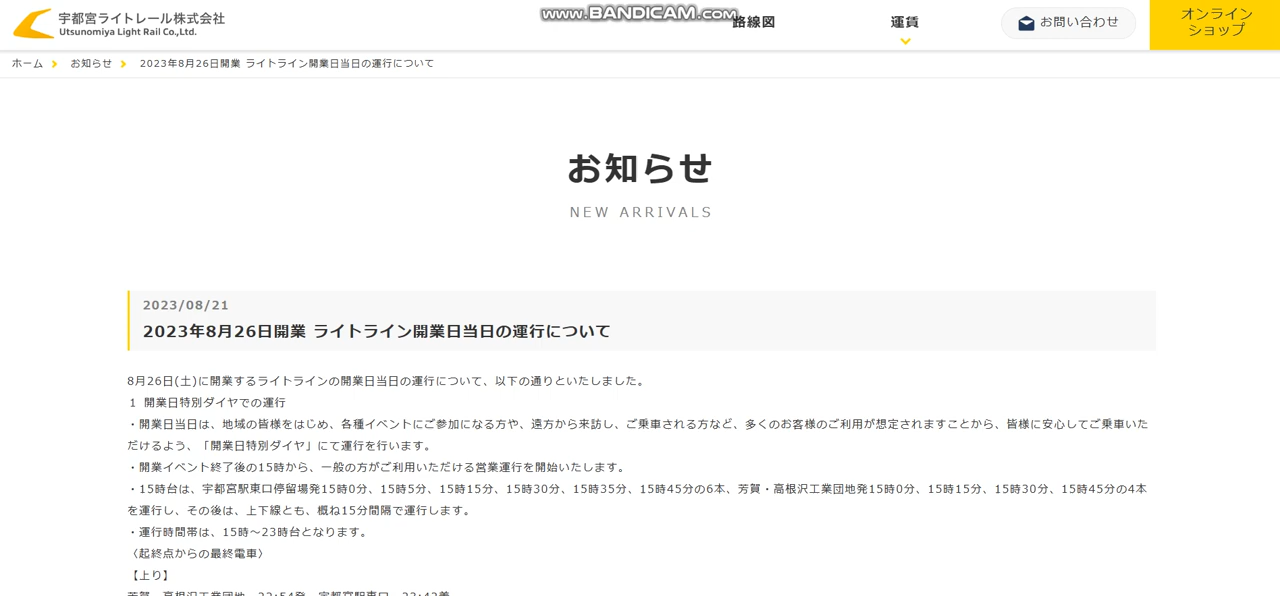 宇都宮ライトレール株式会社
Utsunomiya Light Rail Co.,Ltd.
www.BANDICAM.com
路線図
運賃
お問い合わせ
オンライン
ショップ
ホーム
お知らせ
2023年8月26日開業 ライトライン開業日当日の運行について
お知らせ
NEW ARRIVALS
2023/08/21
2023年8月26日開業 ライトライン開業日当日の運行について
8月26日(土)に開業するライトラインの開業日当日の運行について、以下の通りといたしました。
１ 開業日特別ダイヤでの運行
・開業日当日は、地域の皆様をはじめ、各種イベントにご参加になる方や、遠方から来訪し、ご乗車される方など、多くのお客様のご利用が想定されますことから、皆様に安心してご乗車いた
だけるよう、「開業日特別ダイヤ」にて運行を行います。
・開業イベント終了後の15時から、一般の方がご利用いただける営業運行を開始いたします。
・15時台は、宇都宮駅東口停留場発15時0分、15時5分、15時15分、15時30分、15時35分、15時45分の6本、芳賀・高根沢工業団地発15時0分、15時15分、15時30分、15時45分の4本
を運行し、その後は、上下線とも、概ね15分間隔で運行します。
・運行時間帯は、15時～23時台となります。
〈起終点からの最終電車〉
【上り】